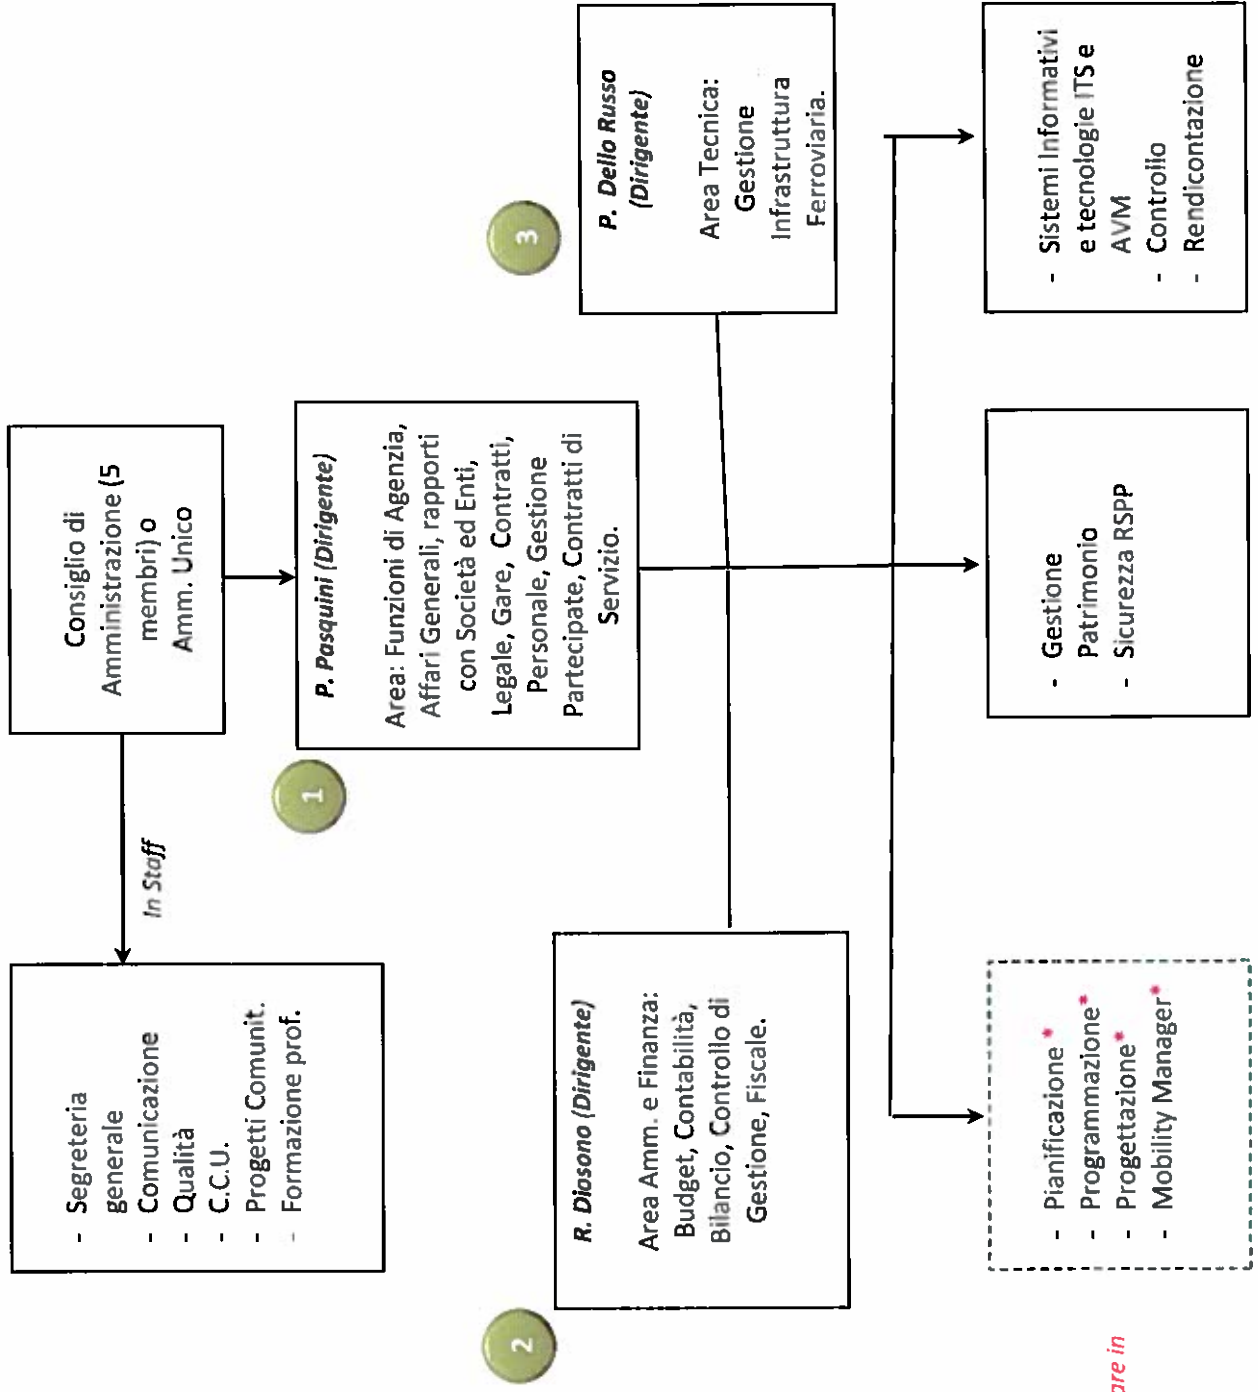 Consiglio di
Amministrazione (5
membri) o
Amm. Unico
In Staff
- Segreteria
generale
- Comunicazione
- Qualità
- C.C.U.
- Progetti Comunit.
- Formazione prof.
1
P. Pasquini (Dirigente)
Area: Funzioni di Agenzia,
Affari Generali, rapporti
con Società ed Enti,
Legale, Gare, Contratti,
Personale, Gestione
Partecipate, Contratti di
Servizio.
2
R. Diosono (Dirigente)
Area Amm. e Finanza:
Budget, Contabilità,
Bilancio, Controllo di
Gestione, Fiscale.
3
P. Dello Russo
(Dirigente)
Area Tecnica:
Gestione
Infrastruttura
Ferroviaria.
- Pianificazione*
- Programmazione*
- Progettazione*
- Mobility Manager*
- Gestione
Patrimonio
- Sicurezza RSPP
- Sistemi Informativi
e tecnologie ITS e
AVM
- Controllo
- Rendicontazione
are in